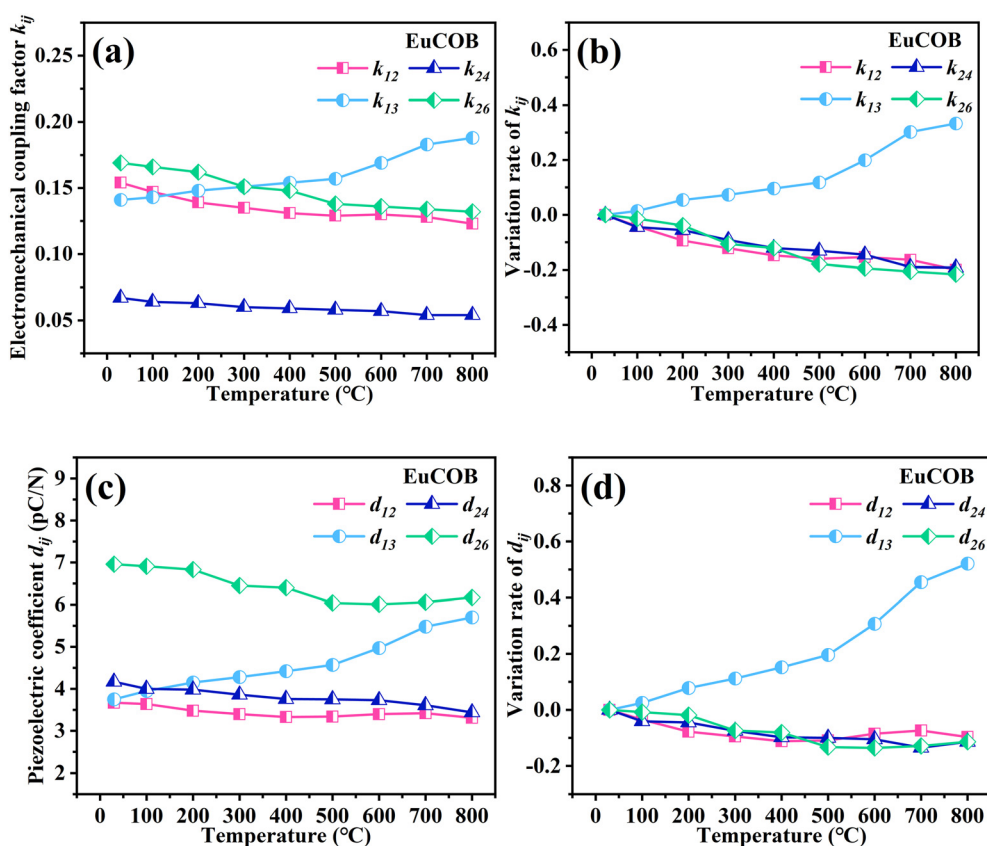 (a)
EuCOB
k12 k24
k13 k26
Electromechanical coupling factor kij
0.25
0.20
0.15
0.10
0.05
0 100 200 300 400 500 600 700 800
Temperature (°C)
(b)
EuCOB
k12 k24
k13 k26
Variation rate of kij
0.6
0.4
0.2
0.0
-0.2
-0.4
0 100 200 300 400 500 600 700 800
Temperature (°C)
(c)
EuCOB
d12 d24
d13 d26
Piezoelectric coefficient dij (pC/N)
9
8
7
6
5
4
3
2
0 100 200 300 400 500 600 700 800
Temperature (°C)
(d)
EuCOB
d12 d24
d13 d26
Variation rate of dij
0.8
0.6
0.4
0.2
0.0
-0.2
0 100 200 300 400 500 600 700 800
Temperature (°C)